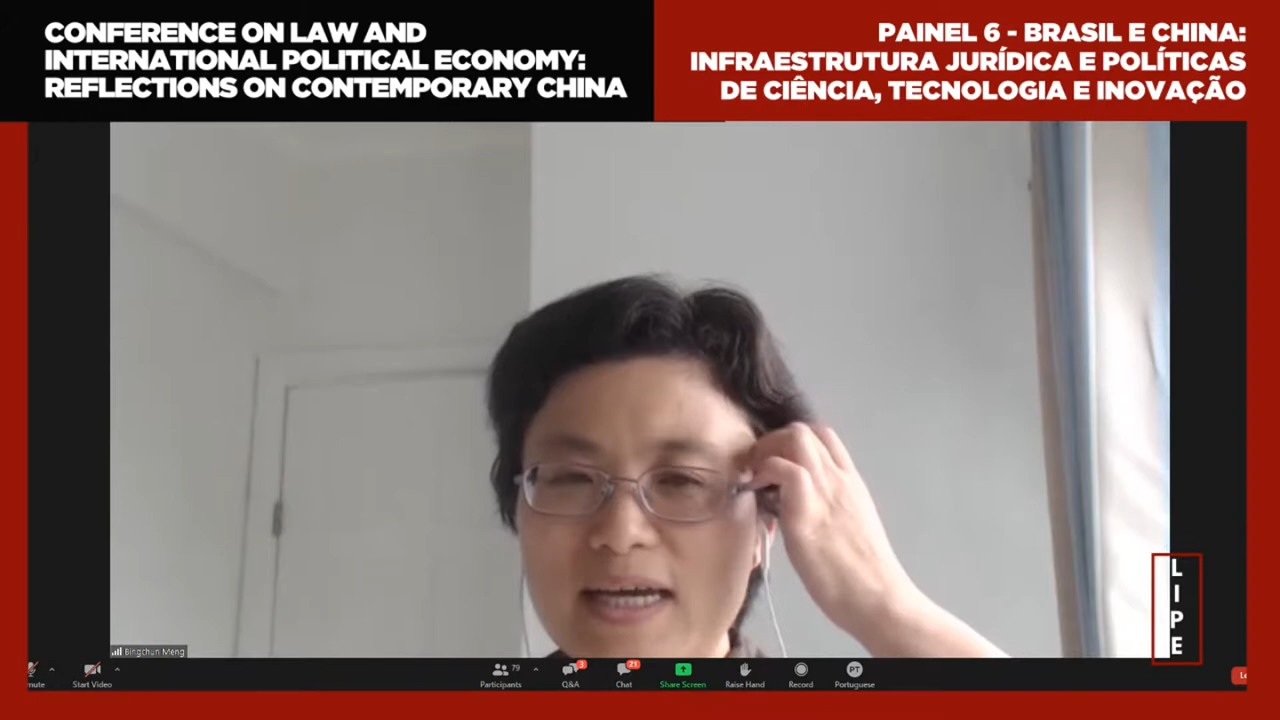 CONFERENCE ON LAW AND
INTERNATIONAL POLITICAL ECONOMY:
REFLECTIONS ON CONTEMPORARY CHINA
PAINEL 6 - BRASIL E CHINA:
INFRAESTRUTURA JURÍDICA E POLÍTICAS
DE CIÊNCIA, TECNOLOGIA E INOVAÇÃO
L
I
P
E
Bingchun Meng
79 3 21 PT
mute Start Video Participants Q&A Chat Share Screen Raise Hand Record Portuguese Le